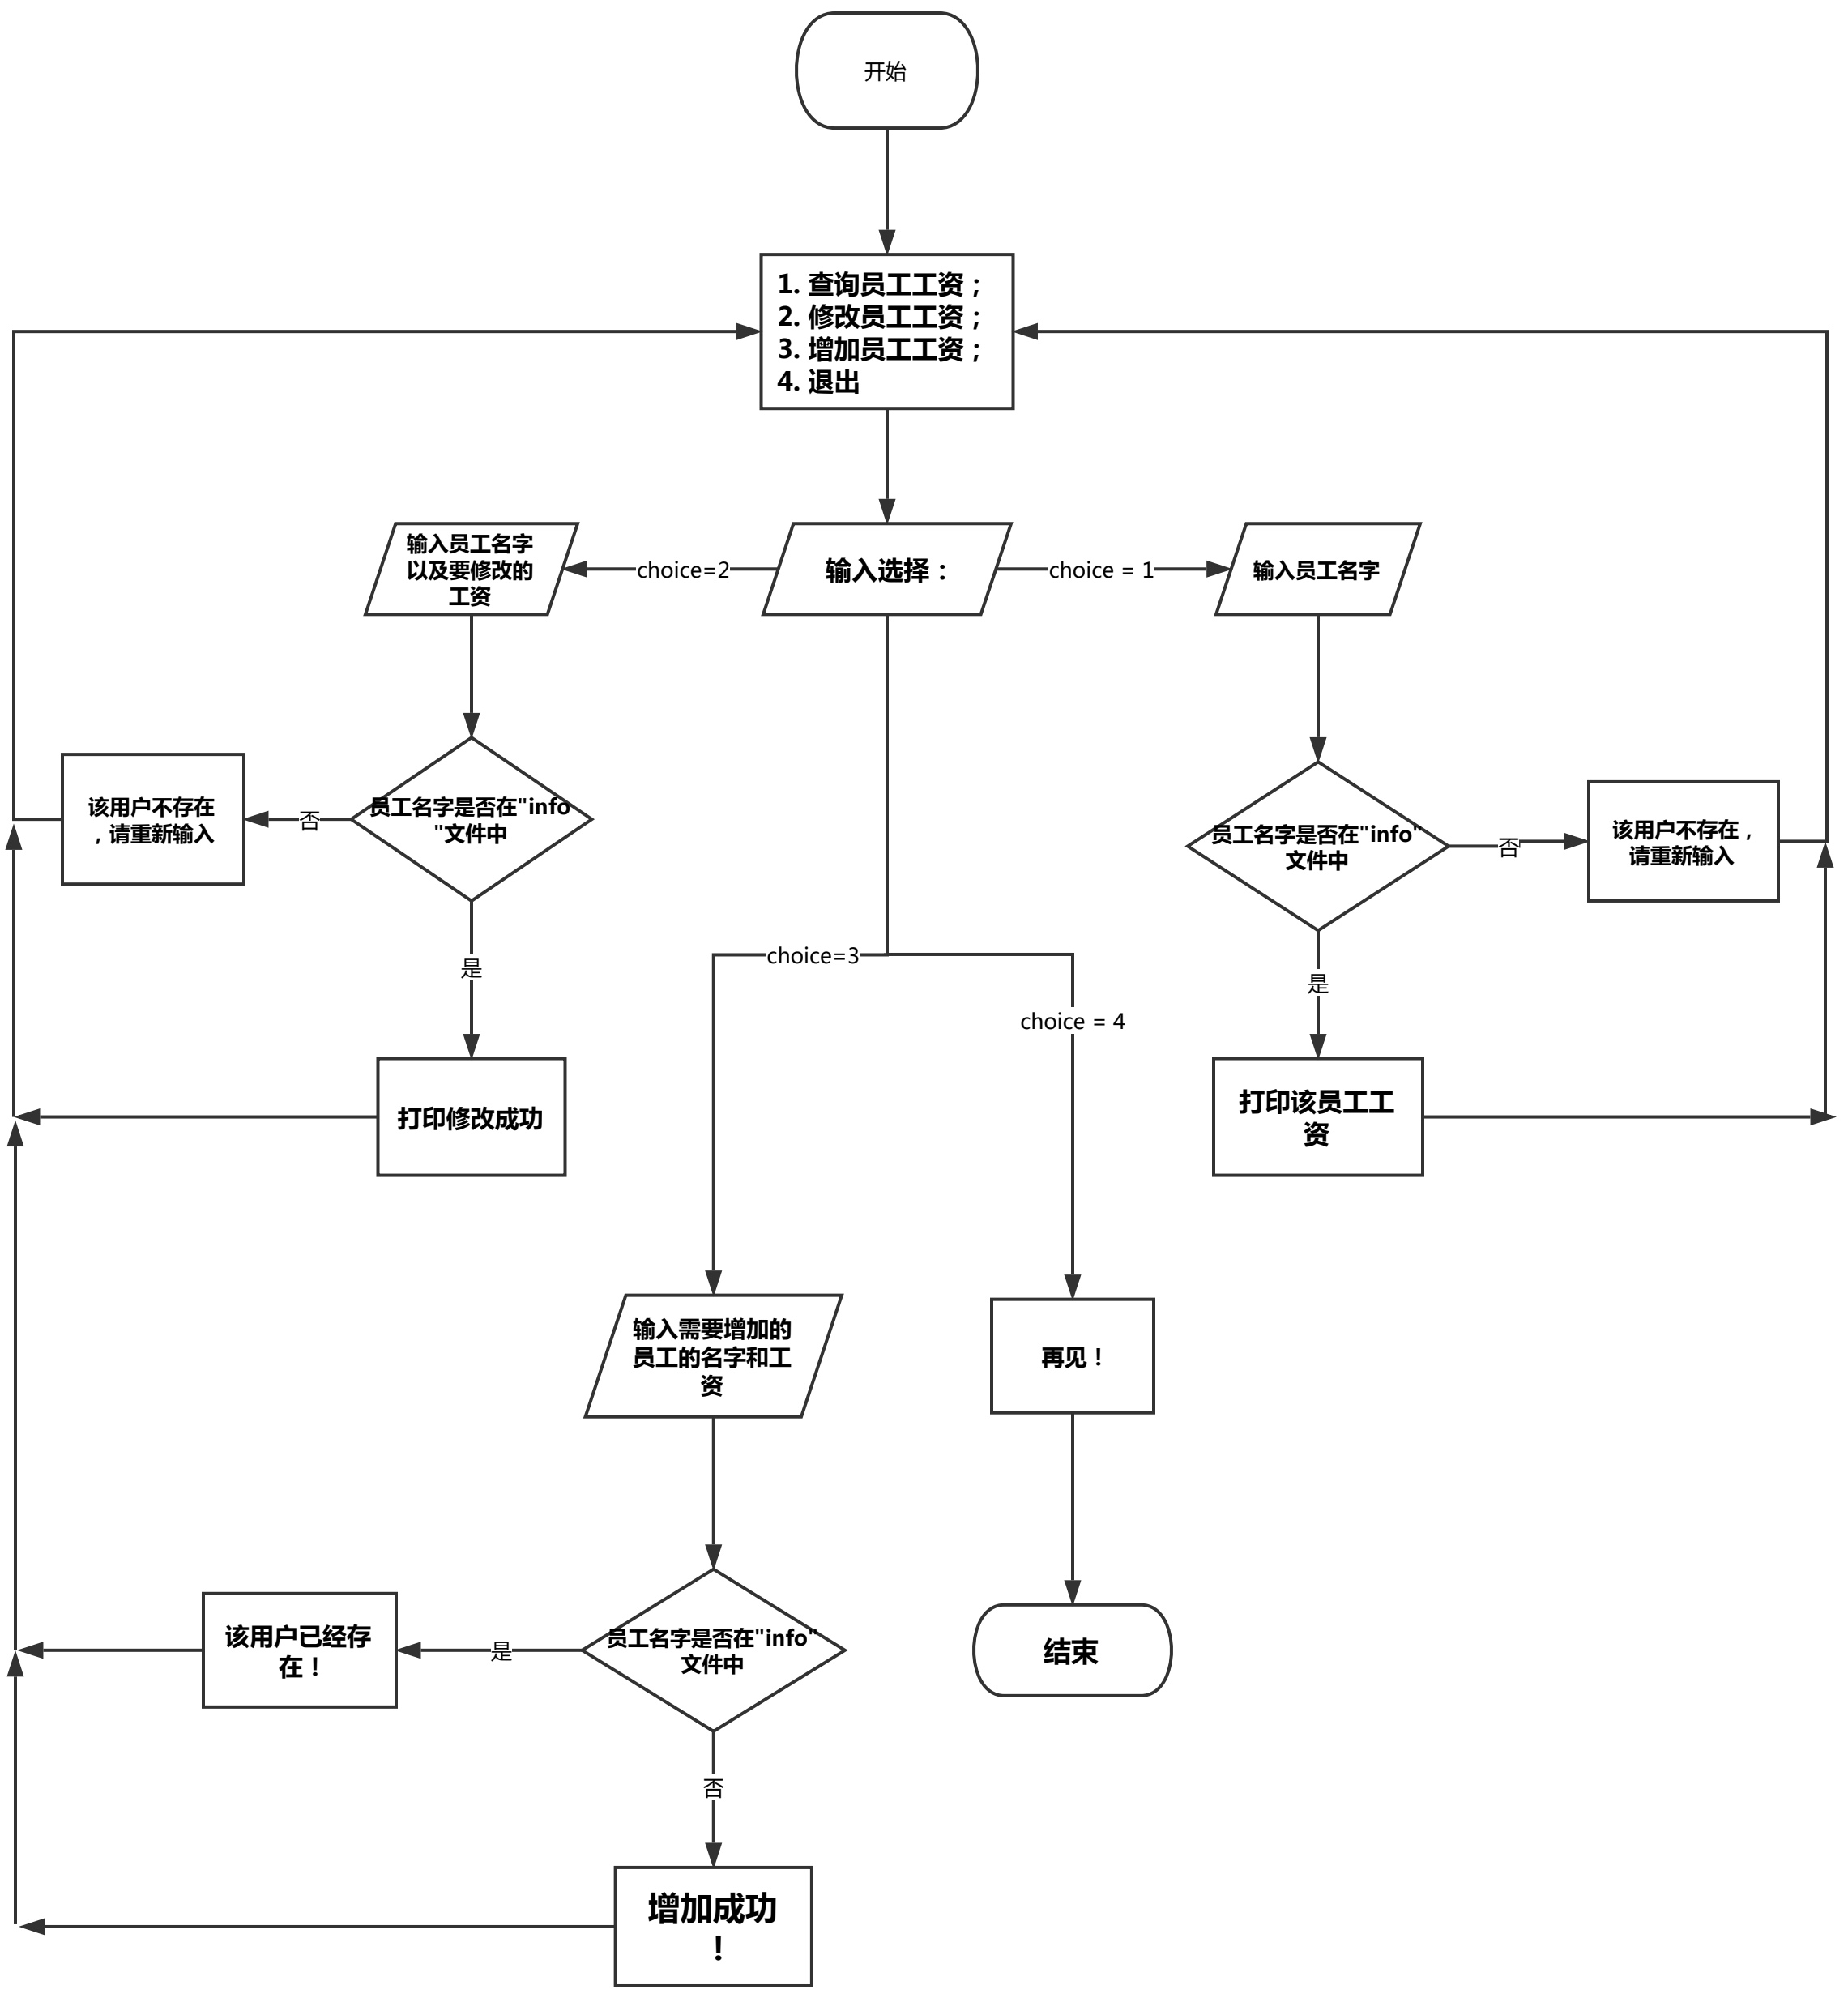 开始
1. 查询员工工资；
2. 修改员工工资；
3. 增加员工工资；
4. 退出
输入员工名字
以及要修改的
工资
choice=2
输入选择：
choice = 1
输入员工名字
该用户不存在
，请重新输入
否
员工名字是否在"info
"文件中
员工名字是否在"info"
文件中
否
该用户不存在，
请重新输入
是
choice=3
是
choice = 4
打印修改成功
打印该员工工
资
输入需要增加的
员工的名字和工
资
再见！
该用户已经存
在！
是
员工名字是否在"info"
文件中
结束
否
增加成功
！